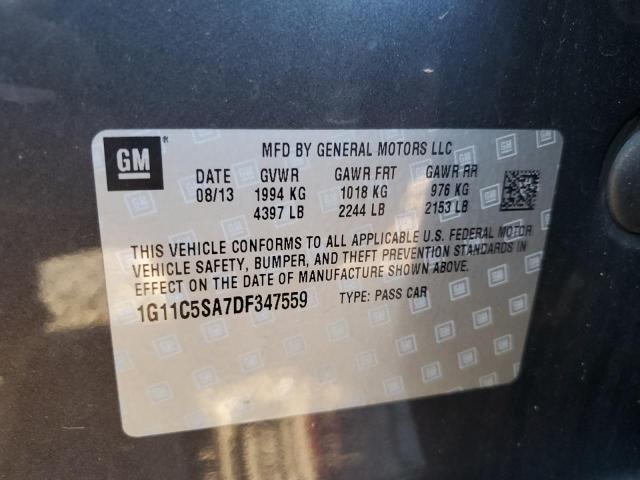 GM
MFD BY GENERAL MOTORS LLC
DATE GVWR GAWR FRT GAWR RR
08/13 1994 KG 1018 KG 976 KG
4397 LB 2244 LB 2153 LB
THIS VEHICLE CONFORMS TO ALL APPLICABLE U.S. FEDERAL MOTOR
VEHICLE SAFETY, BUMPER, AND THEFT PREVENTION STANDARDS IN
EFFECT ON THE DATE OF MANUFACTURE SHOWN ABOVE.
1G11C5SA7DF347559 TYPE: PASS CAR